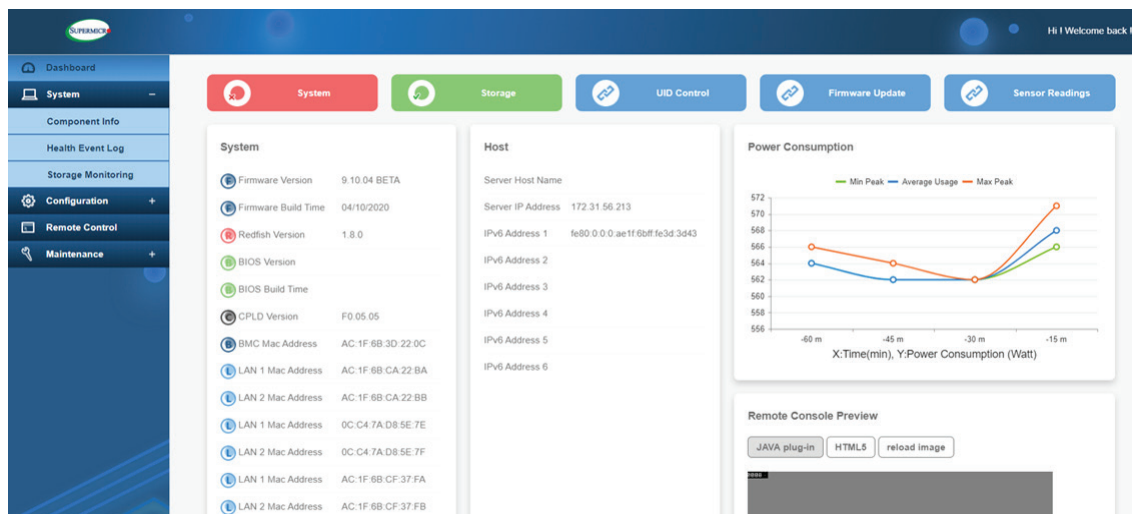 SUPERMICR
Hi ! Welcome back !
Dashboard
System −
Component Info
Health Event Log
Storage Monitoring
Configuration +
Remote Control
Maintenance +
System
Storage
UID Control
Firmware Update
Sensor Readings
System
F Firmware Version 9.10.04 BETA
F Firmware Build Time 04/10/2020
R Redfish Version 1.8.0
B BIOS Version
B BIOS Build Time
C CPLD Version F0.05.05
B BMC Mac Address AC:1F:6B:3D:22:0C
L LAN 1 Mac Address AC:1F:6B:CA:22:BA
L LAN 2 Mac Address AC:1F:6B:CA:22:BB
L LAN 1 Mac Address 0C:C4:7A:D8:5E:7E
L LAN 2 Mac Address 0C:C4:7A:D8:5E:7F
L LAN 1 Mac Address AC:1F:6B:CF:37:FA
L LAN 2 Mac Address AC:1F:6B:CF:37:FB
Host
Server Host Name
Server IP Address 172.31.56.213
IPv6 Address 1 fe80:0:0:0:ae1f:6bff:fe3d:3d43
IPv6 Address 2
IPv6 Address 3
IPv6 Address 4
IPv6 Address 5
IPv6 Address 6
Power Consumption
Min Peak Average Usage Max Peak
572
570
568
566
564
562
560
558
556
-60 m -45 m -30 m -15 m
X:Time(min), Y:Power Consumption (Watt)
Remote Console Preview
JAVA plug-in HTML5 reload image